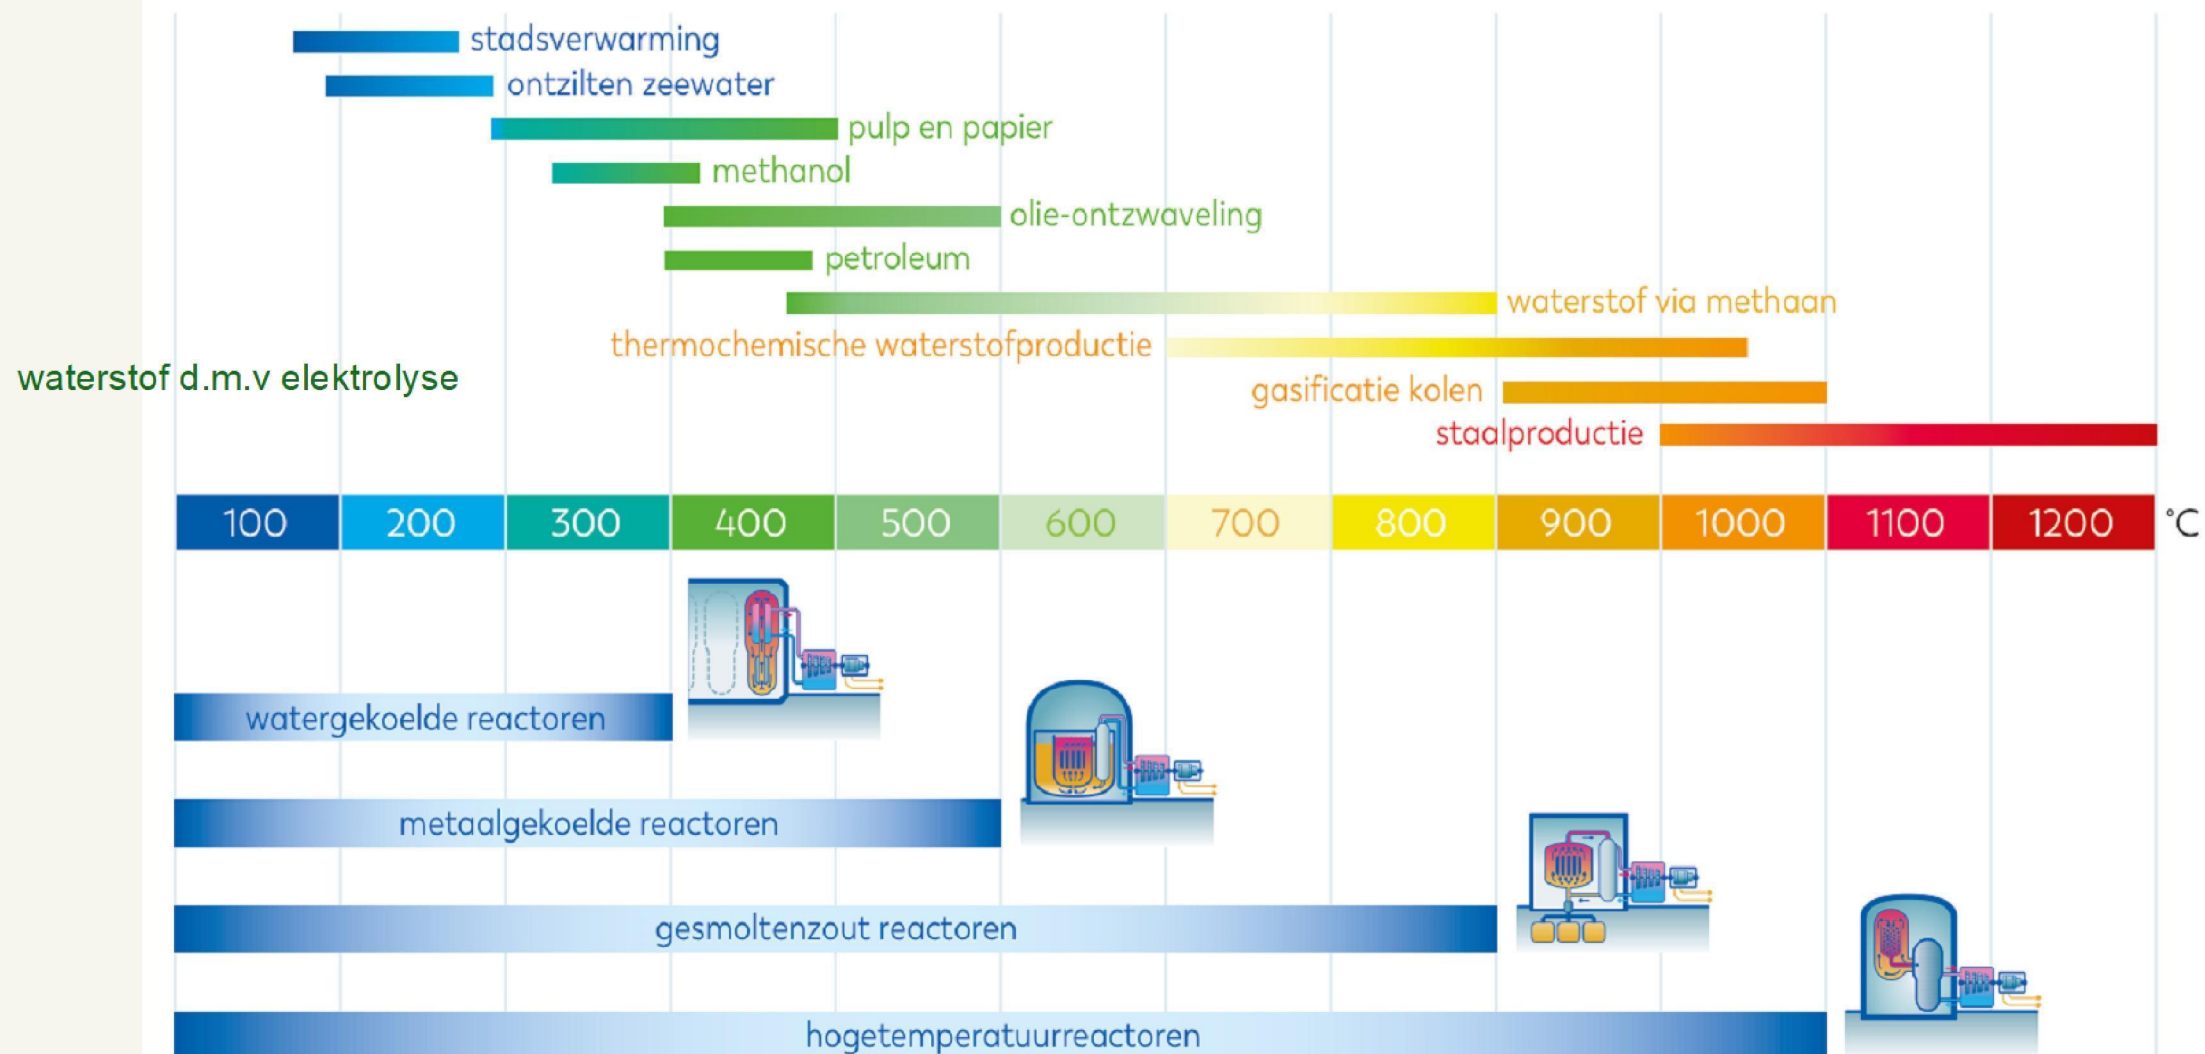 stadsverwarming
ontzilten zeewater
pulp en papier
methanol
olie-ontzwaveling
petroleum
waterstof via methaan
thermochemische waterstofproductie
waterstof d.m.v elektrolyse
gasificatie kolen
staalproductie
100 200 300 400 500 600 700 800 900 1000 1100 1200 °C
watergekoelde reactoren
metaalgekoelde reactoren
gesmoltenzout reactoren
hogetemperatuurreactoren